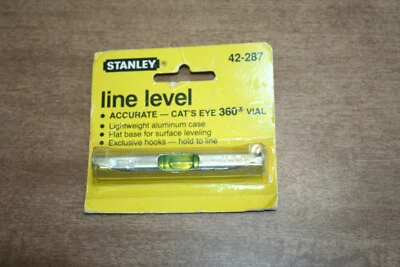 STANLEY®
42-287
line level
• ACCURATE — CAT'S EYE 360° VIAL
• Lightweight aluminum case
• Flat base for surface leveling
• Exclusive hooks — hold to line